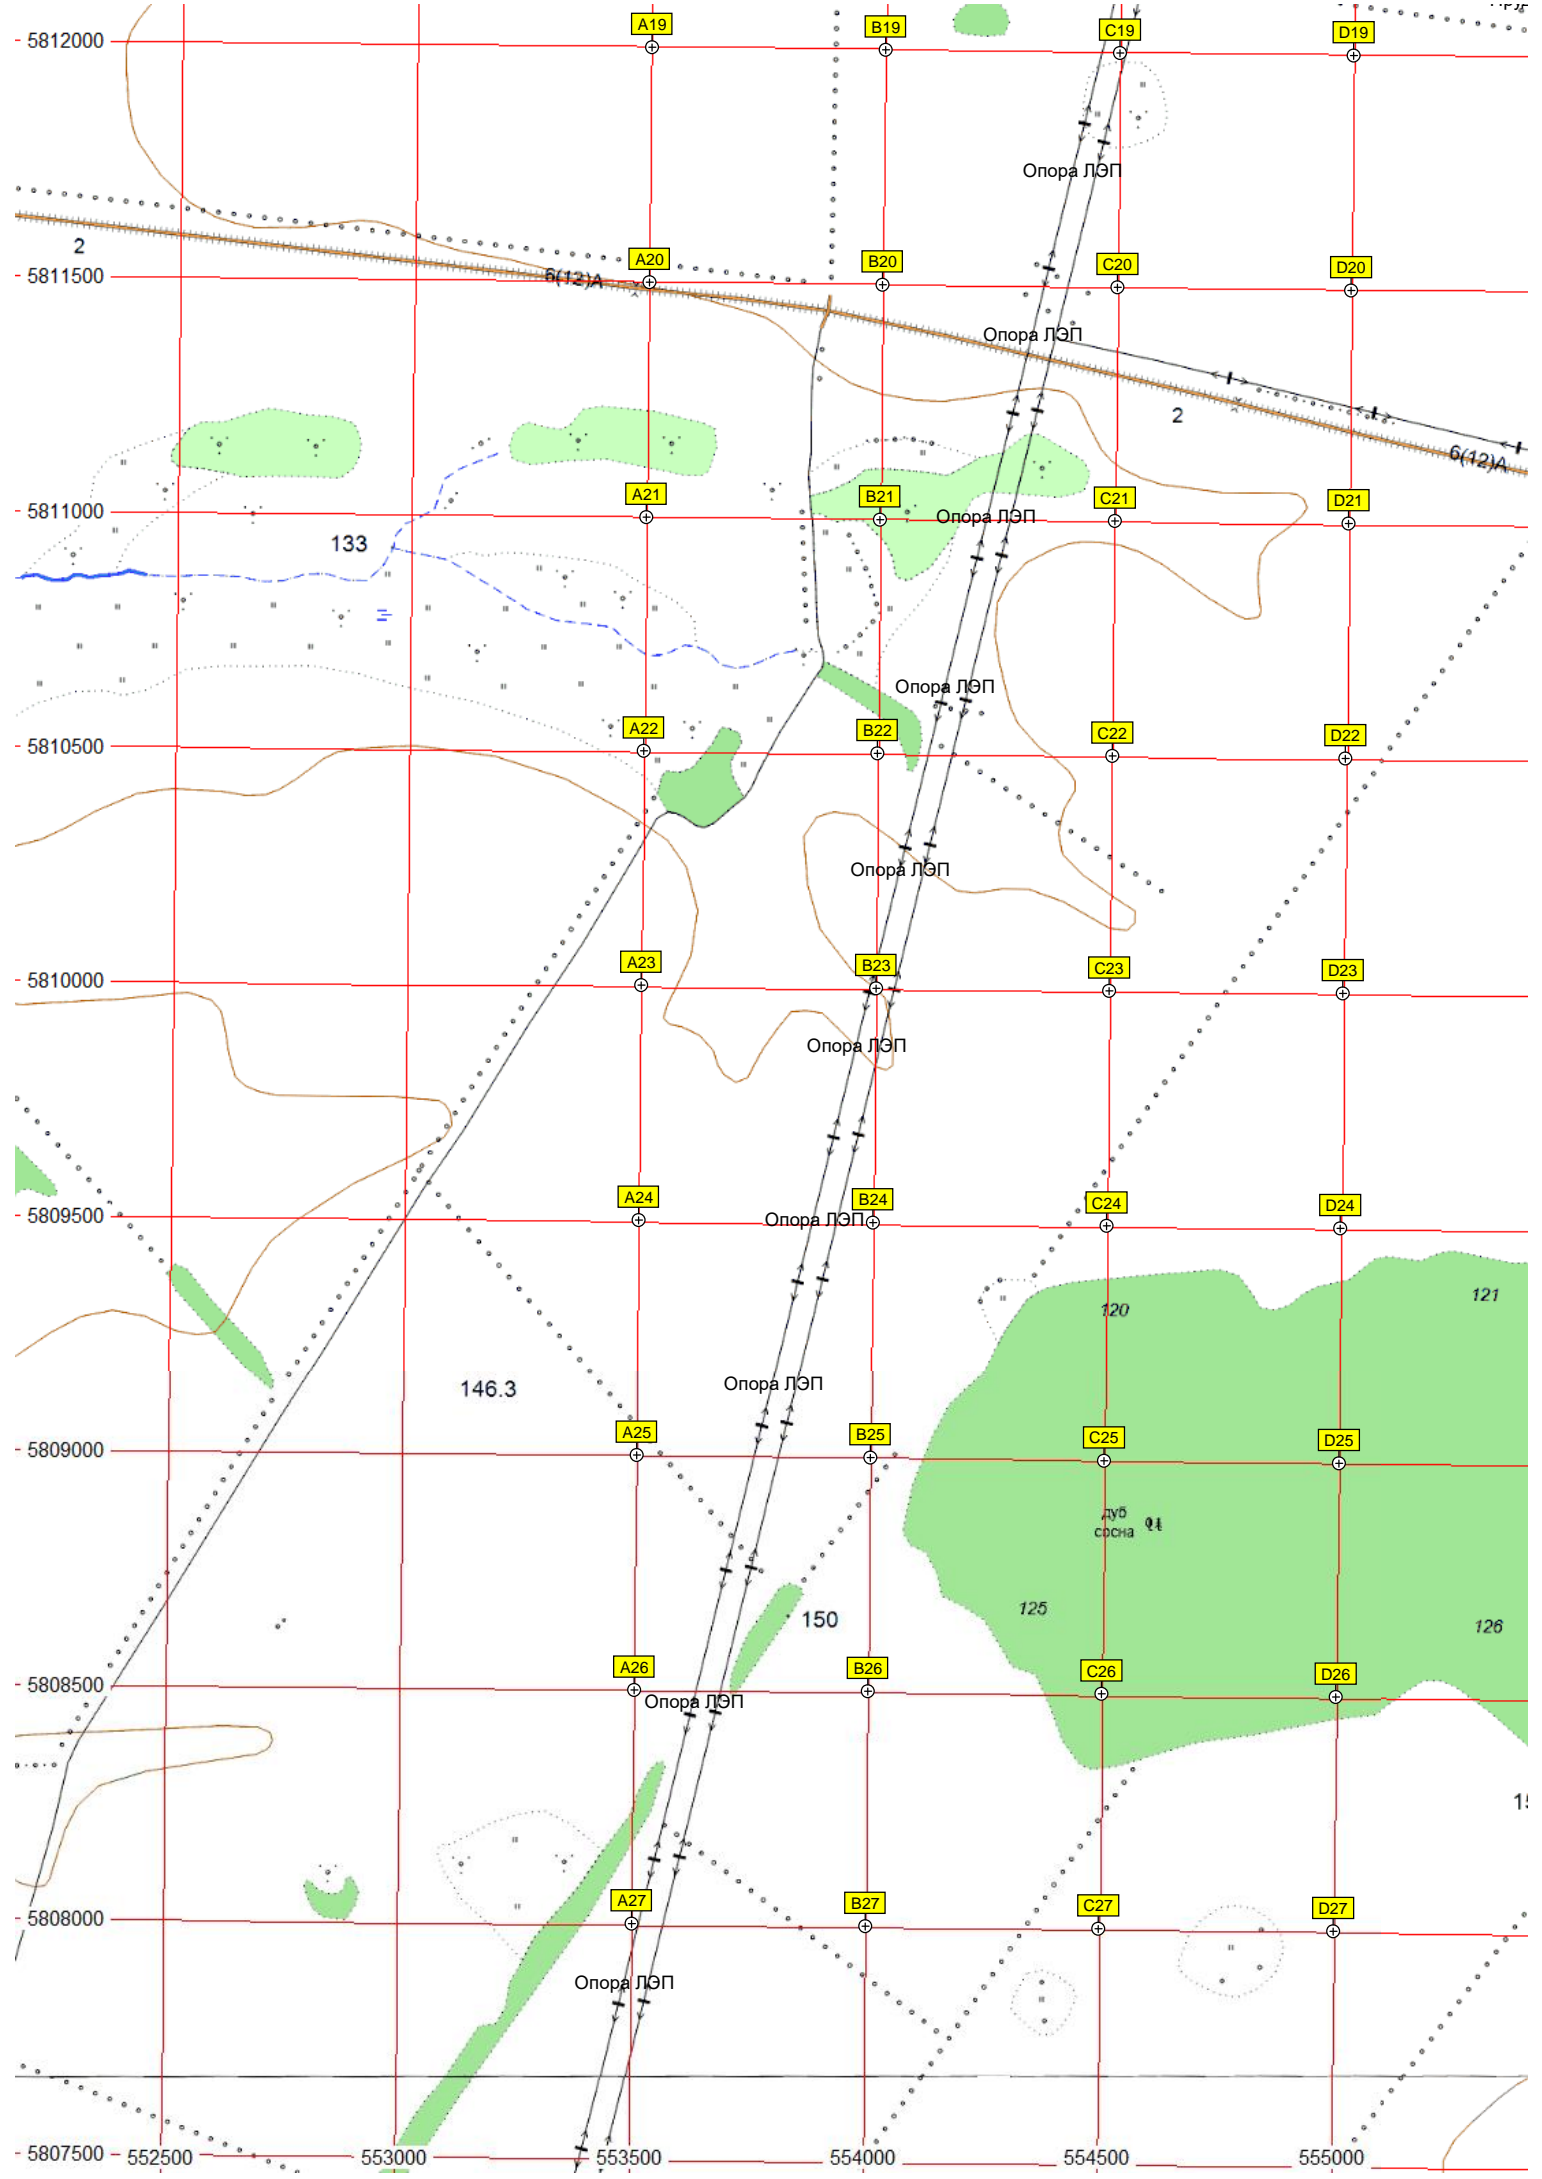 A19
B19
C19
D19
5812000
Опора ЛЭП
2
A20
B20
C20
D20
5811500
6(12)А
Опора ЛЭП
2
6(12)А
A21
B21
C21
D21
5811000
Опора ЛЭП
133
Опора ЛЭП
A22
B22
C22
D22
5810500
Опора ЛЭП
A23
B23
C23
D23
5810000
Опора ЛЭП
A24
B24
C24
D24
5809500
Опора ЛЭП
120
121
146.3
Опора ЛЭП
A25
B25
C25
D25
5809000
дуб
сосна
125
150
126
A26
B26
C26
D26
5808500
Опора ЛЭП
A27
B27
C27
D27
5808000
Опора ЛЭП
5807500
552500
553000
553500
554000
554500
555000